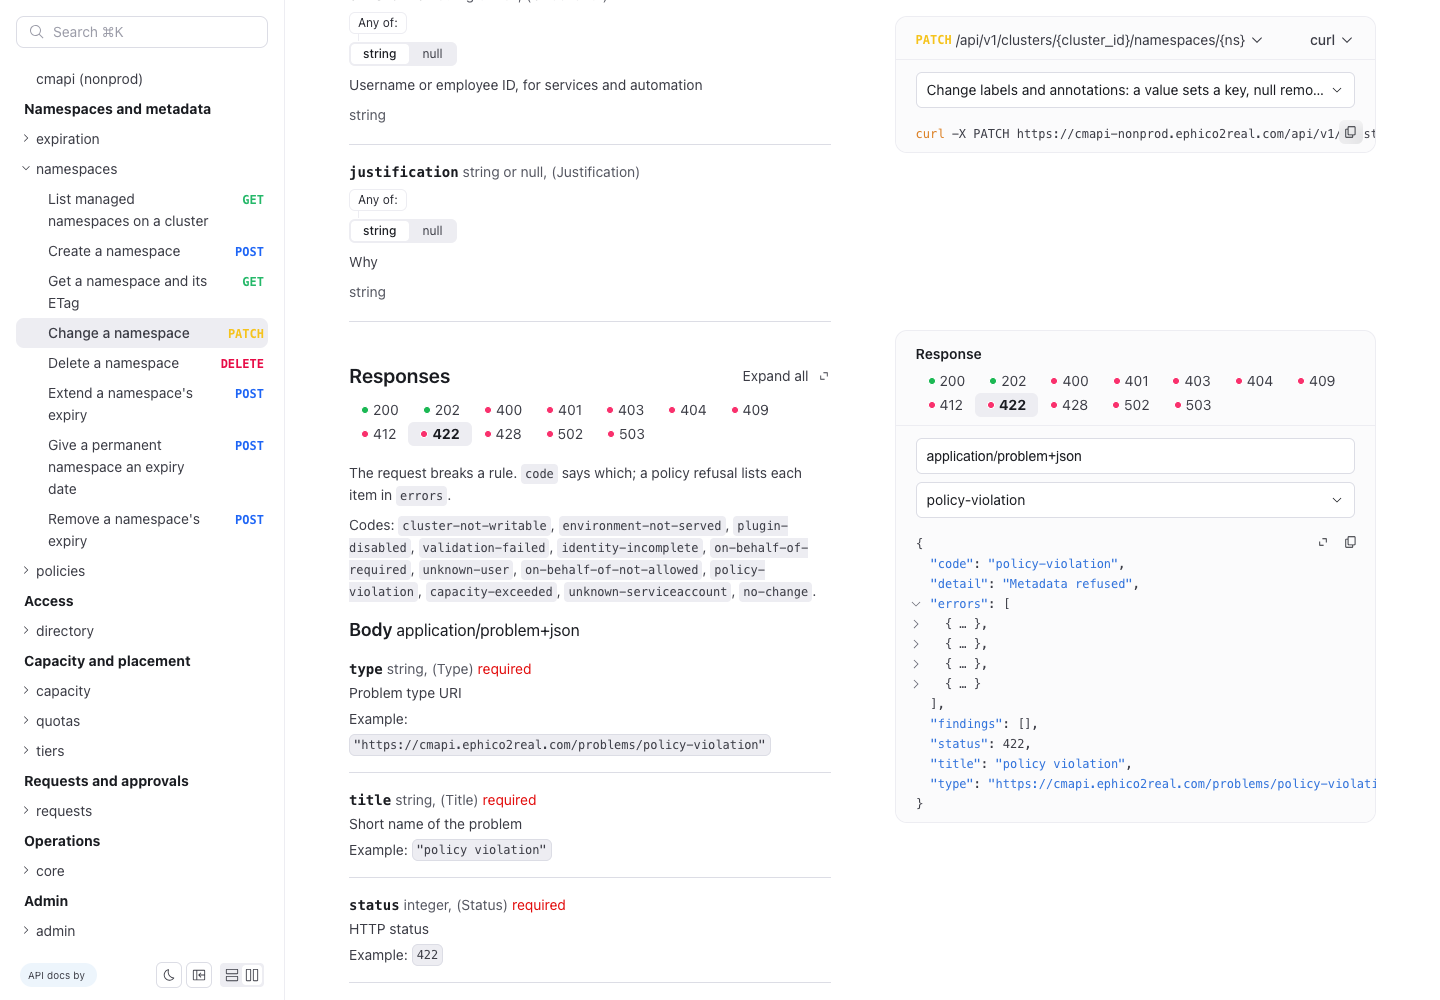 Search ⌘K
cmapi (nonprod)
Namespaces and metadata
expiration
namespaces
List managed
namespaces on a cluster
GET
Create a namespace
POST
Get a namespace and its
ETag
GET
Change a namespace
PATCH
Delete a namespace
DELETE
Extend a namespace's
expiry
POST
Give a permanent
namespace an expiry
date
POST
Remove a namespace's
expiry
POST
policies
Access
directory
Capacity and placement
capacity
quotas
tiers
Requests and approvals
requests
Operations
core
Admin
admin
API docs by
Any of:
string null
Username or employee ID, for services and automation
string
justification string or null, (Justification)
Any of:
string null
Why
string
Responses
Expand all
200 202 400 401 403 404 409
412 422 428 502 503
The request breaks a rule. code says which; a policy refusal lists each
item in errors.
Codes: cluster-not-writable, environment-not-served, plugin-
disabled, validation-failed, identity-incomplete, on-behalf-of-
required, unknown-user, on-behalf-of-not-allowed, policy-
violation, capacity-exceeded, unknown-serviceaccount, no-change.
Body application/problem+json
type string, (Type) required
Problem type URI
Example:
"https://cmapi.ephico2real.com/problems/policy-violation"
title string, (Title) required
Short name of the problem
Example: "policy violation"
status integer, (Status) required
HTTP status
Example: 422
PATCH /api/v1/clusters/{cluster_id}/namespaces/{ns}
curl
Change labels and annotations: a value sets a key, null remo...
curl -X PATCH https://cmapi-nonprod.ephico2real.com/api/v1/
Response
200 202 400 401 403 404 409
412 422 428 502 503
application/problem+json
policy-violation
{
"code": "policy-violation",
"detail": "Metadata refused",
"errors": [
{ … },
{ … },
{ … },
{ … }
],
"findings": [],
"status": 422,
"title": "policy violation",
"type": "https://cmapi.ephico2real.com/problems/policy-violati
}